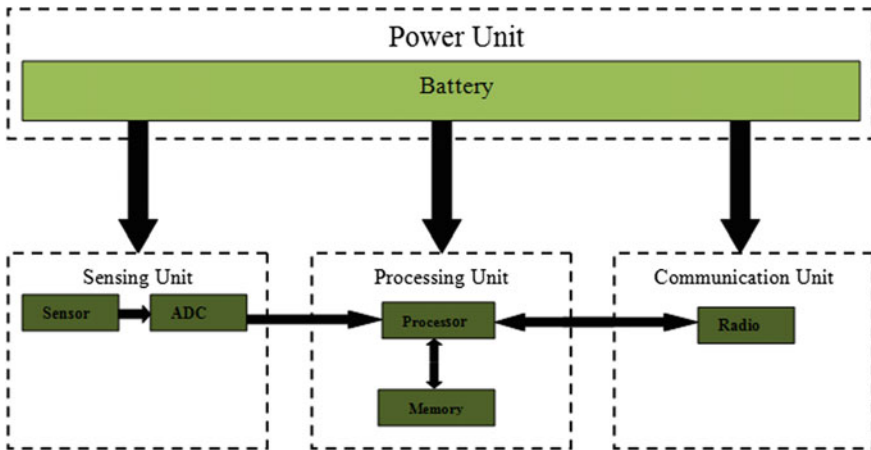 Power Unit
Battery
Sensing Unit
Processing Unit
Communication Unit
Sensor
ADC
Processor
Radio
Memory